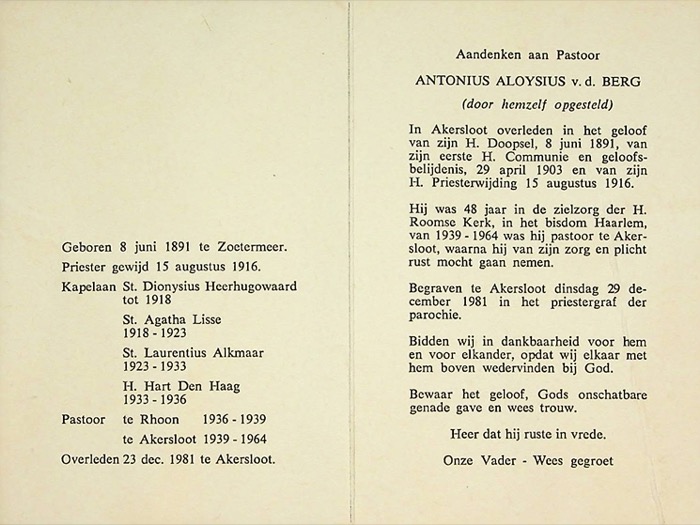 Geboren 8 juni 1891 te Zoetermeer.
Priester gewijd 15 augustus 1916.
Kapelaan St. Dionysius Heerhugowaard
tot 1918
St. Agatha Lisse
1918 - 1923
St. Laurentius Alkmaar
1923 - 1933
H. Hart Den Haag
1933 - 1936
Pastoor te Rhoon 1936 - 1939
te Akersloot 1939 - 1964
Overleden 23 dec. 1981 te Akersloot.
Aandenken aan Pastoor
ANTONIUS ALOYSIUS v. d. BERG
(door hemzelf opgesteld)
In Akersloot overleden in het geloof
van zijn H. Doopsel, 8 juni 1891, van
zijn eerste H. Communie en geloofs-
belijdenis, 29 april 1903 en van zijn
H. Priesterwijding 15 augustus 1916.
Hij was 48 jaar in de zielzorg der H.
Roomse Kerk, in het bisdom Haarlem,
van 1939 - 1964 was hij pastoor te Aker-
sloot, waarna hij van zijn zorg en plicht
rust mocht gaan nemen.
Begraven te Akersloot dinsdag 29 de-
cember 1981 in het priestergraf der
parochie.
Bidden wij in dankbaarheid voor hem
en voor elkander, opdat wij elkaar met
hem boven wedervinden bij God.
Bewaar het geloof, Gods onschatbare
genade gave en wees trouw.
Heer dat hij ruste in vrede.
Onze Vader - Wees gegroet